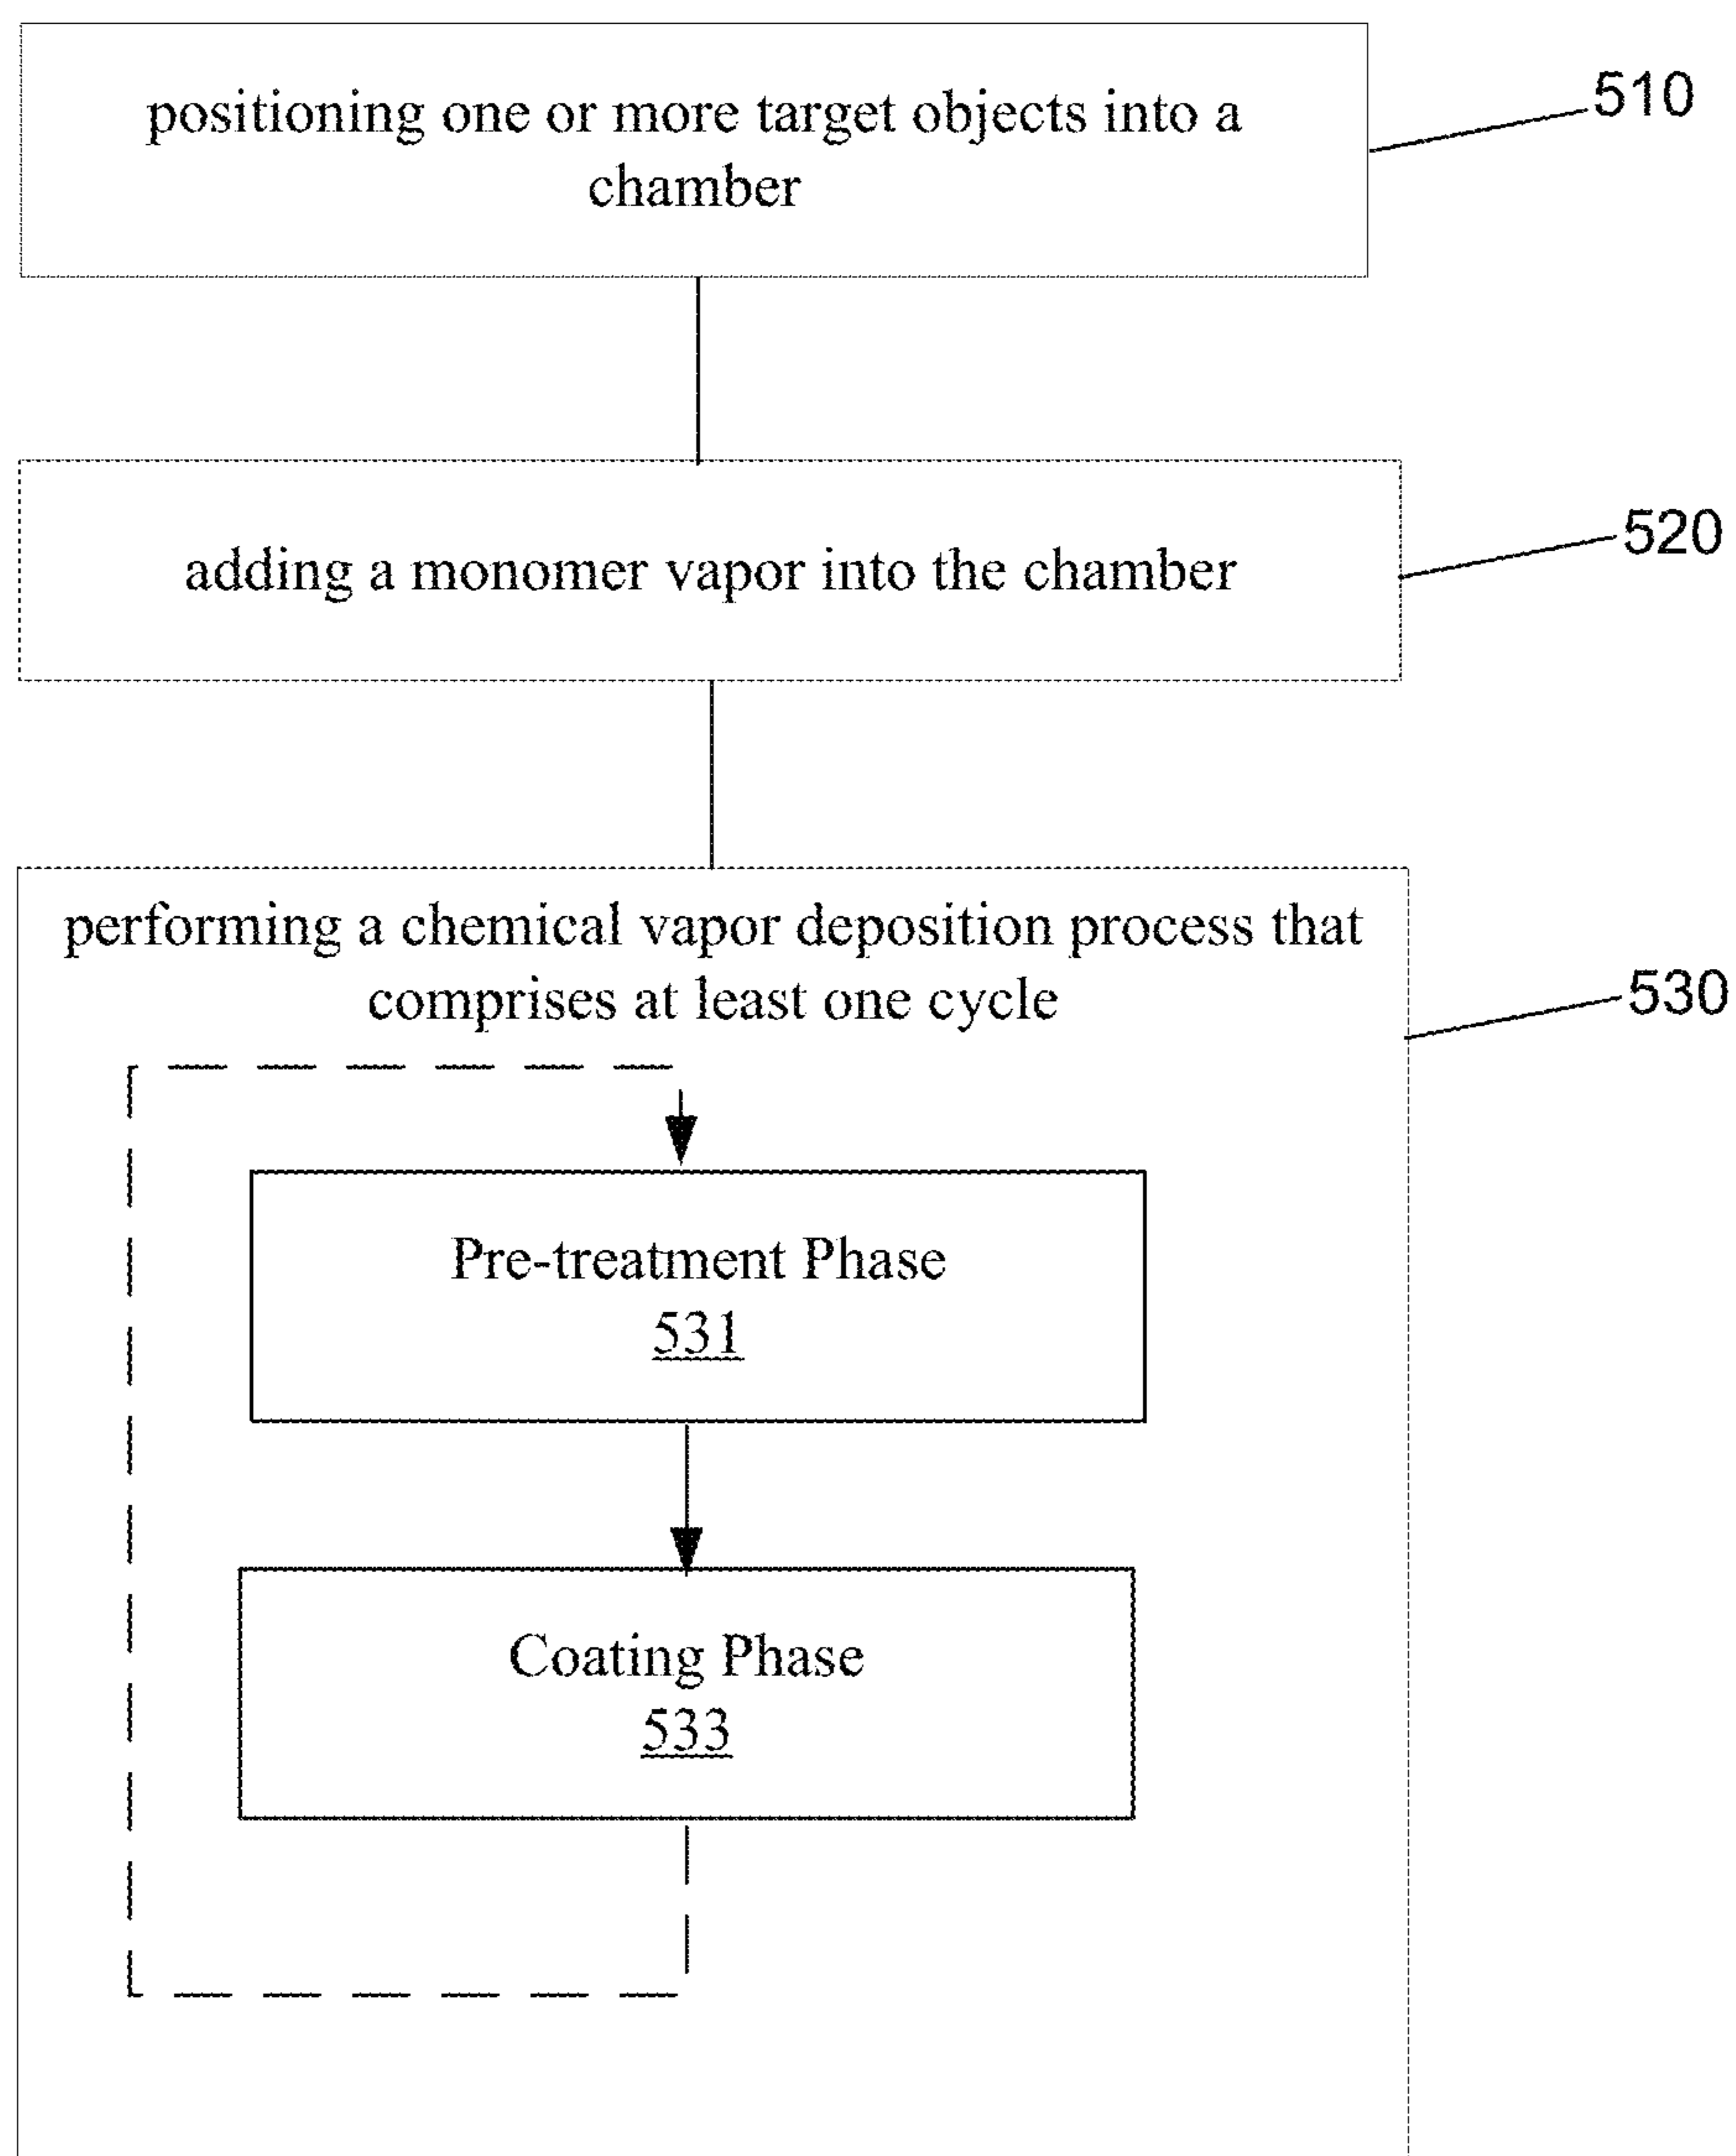 positioning one or more target objects into a
chamber
510
adding a monomer vapor into the chamber
520
performing a chemical vapor deposition process that
comprises at least one cycle
530
Pre-treatment Phase
531
Coating Phase
533